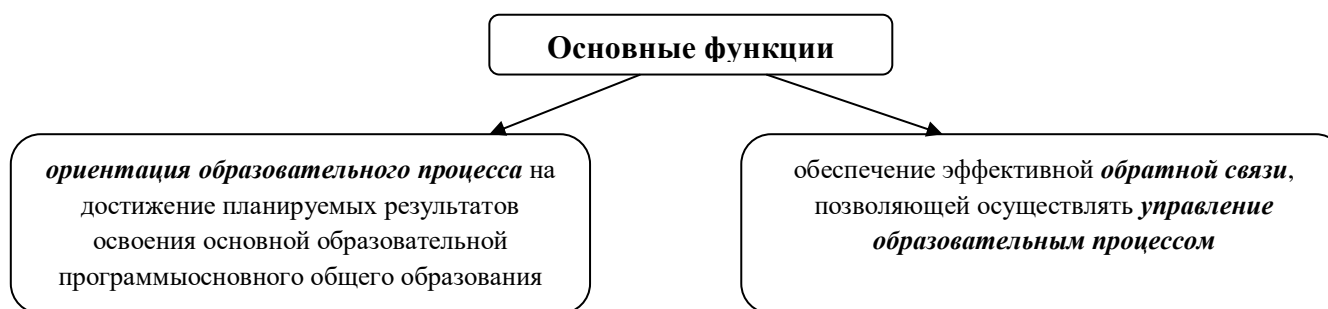 Основные функции
ориентация образовательного процесса на
достижение планируемых результатов
освоения основной образовательной
программыосновного общего образования
обеспечение эффективной обратной связи,
позволяющей осуществлять управление
образовательным процессом